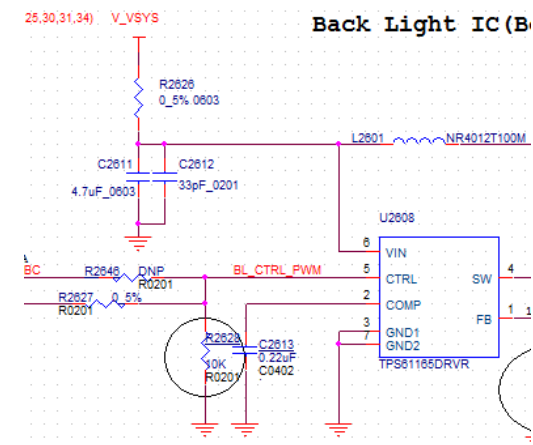 25,30,31,34) V_VSYS
Back Light IC(B
R2626
0_5% 0603
L2601 NR4012T100M
C2611 C2612
4.7uF_0603 33pF_0201
U2608
6 VIN
BC R2646 DNP BL_CTRL_PWM 5 CTRL SW 4
R0201
R2627 0_5% 2 COMP
R0201
FB 1 1
3 GND1
7 GND2
TPS61165DRVR
R2628 C2613
10K 0.22uF
R0201 C0402